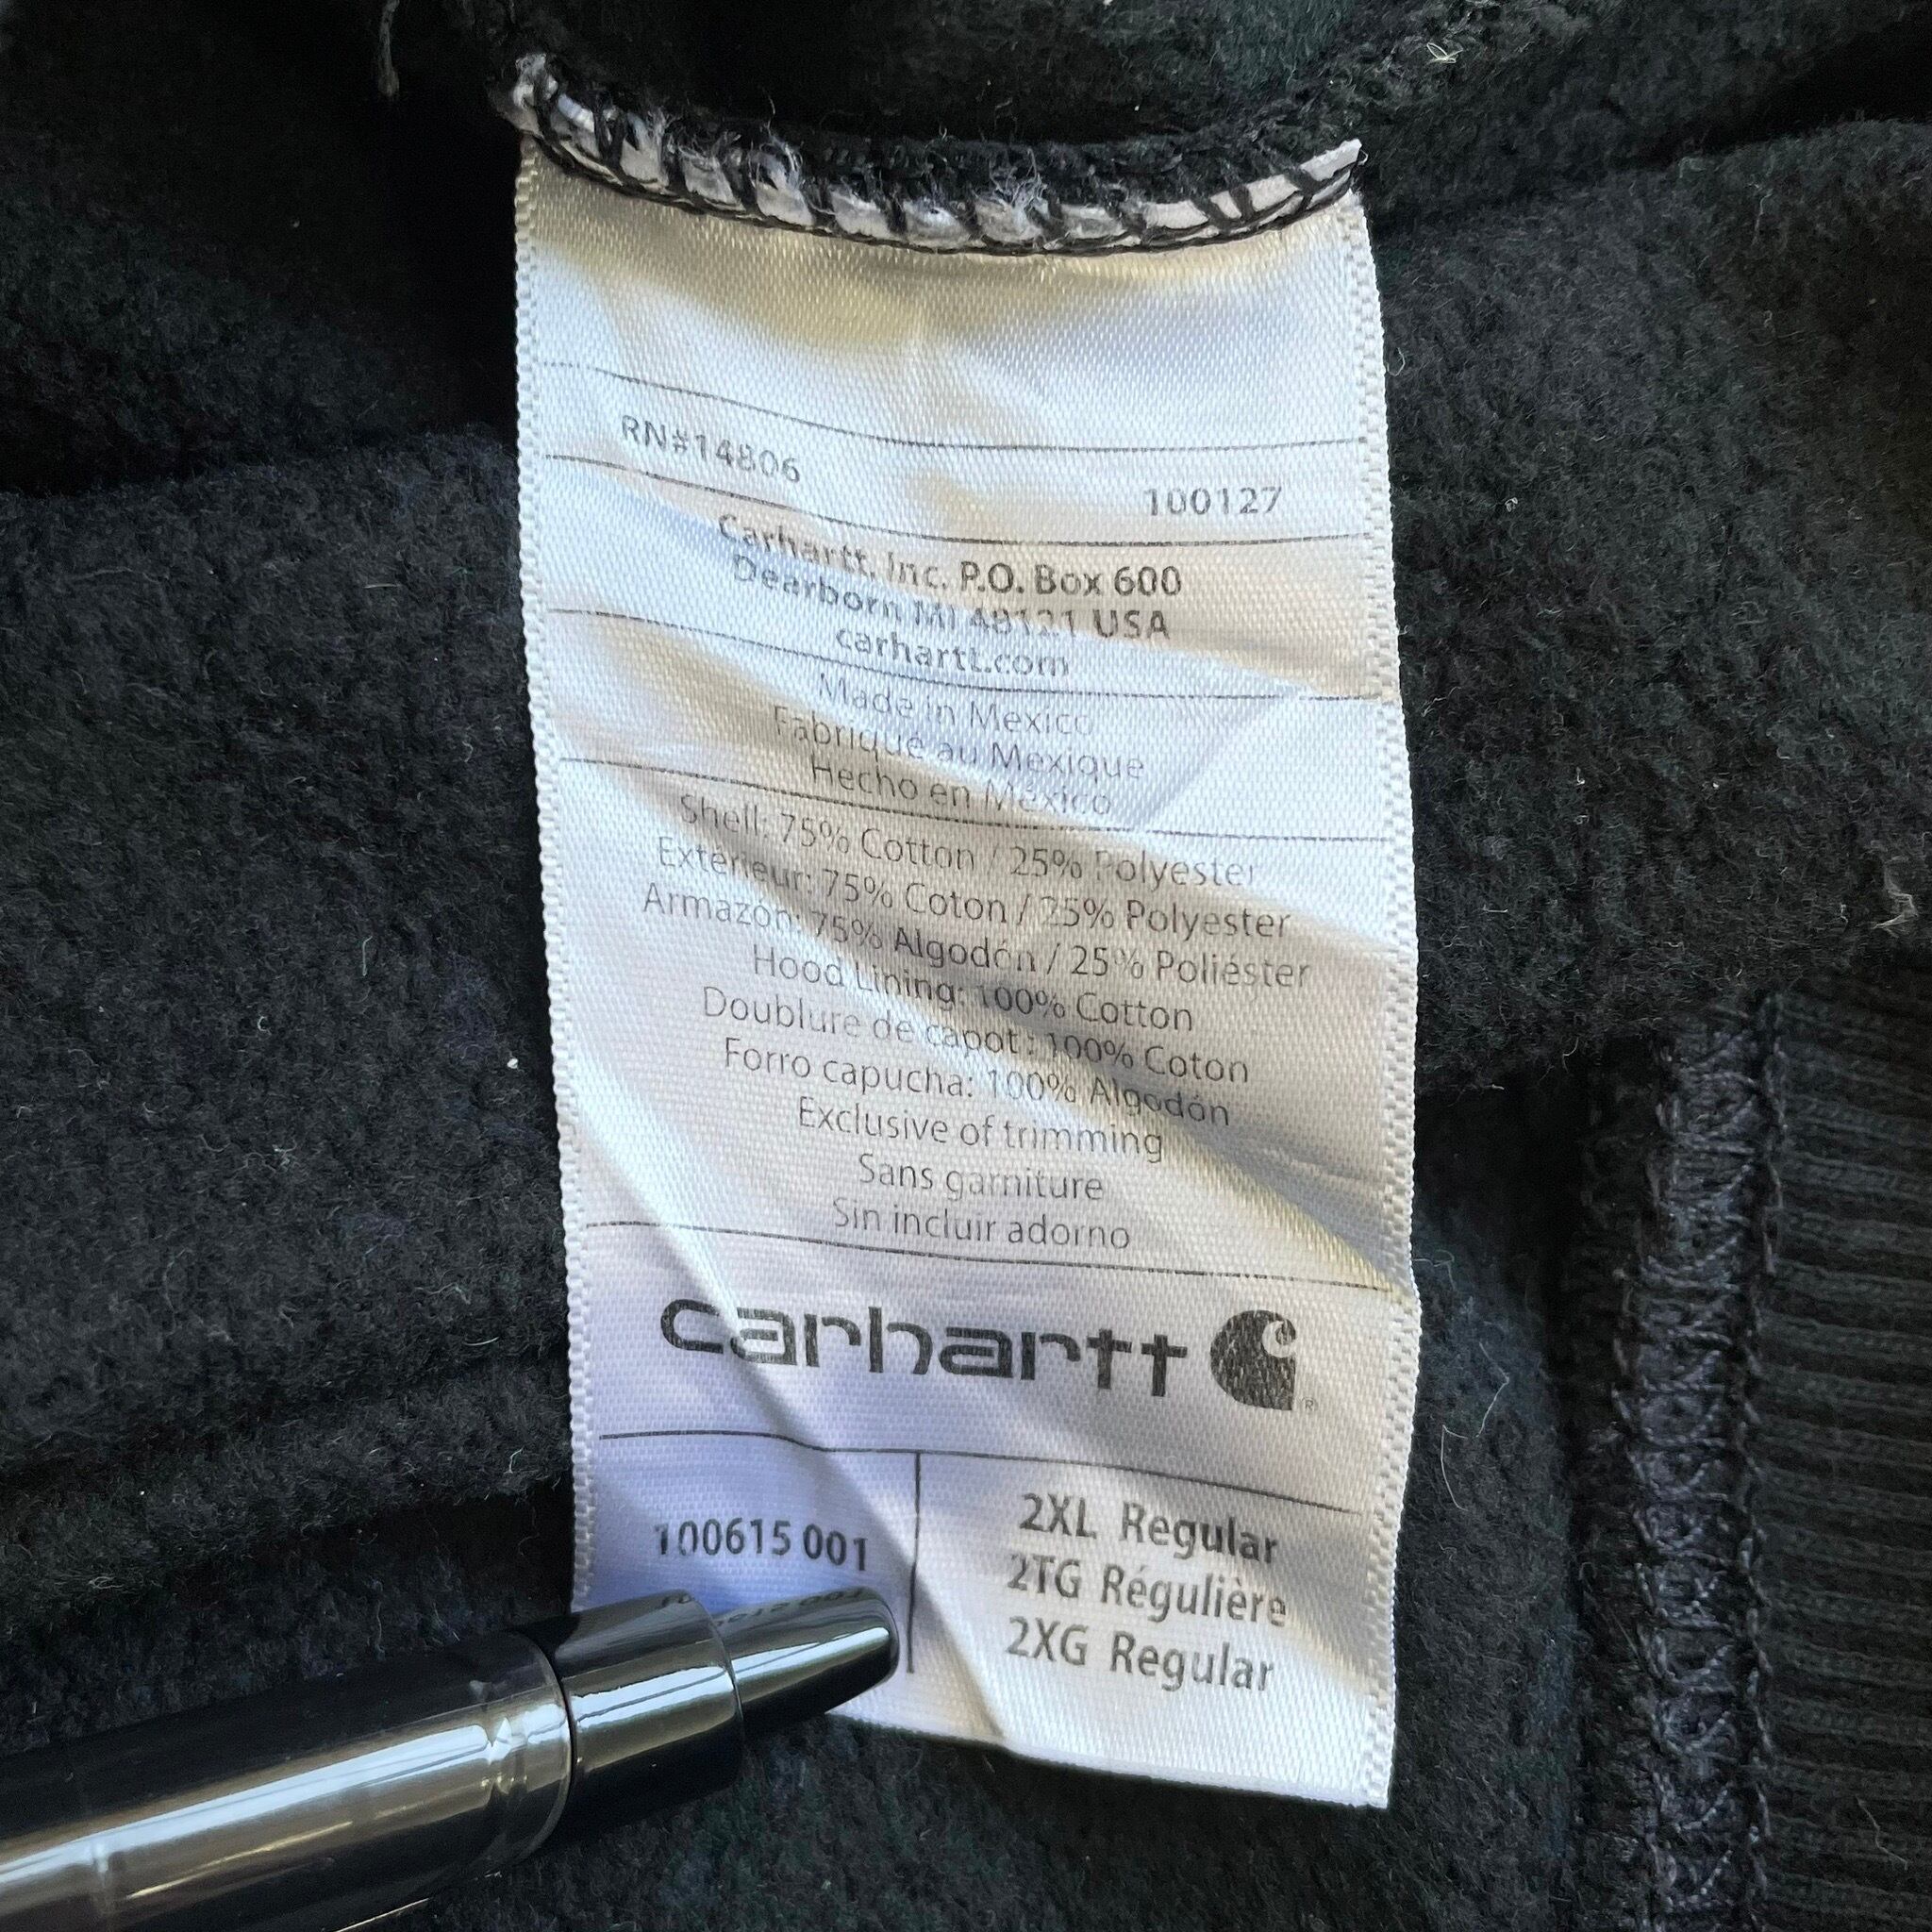 RN#14806
100127
Carhartt, Inc. P.O. Box 600
Dearborn MI 48121 USA
carhartt.com
Made in Mexico
Fabriqué au Mexique
Hecho en México
Shell: 75% Cotton / 25% Polyester
Extérieur: 75% Coton / 25% Polyester
Armazón: 75% Algodón / 25% Poliéster
Hood Lining: 100% Cotton
Doublure de capot : 100% Coton
Forro capucha: 100% Algodón
Exclusive of trimming
Sans garniture
Sin incluir adorno
carhartt
®
100615 001
2XL Regular
2TG Régulière
2XG Regular